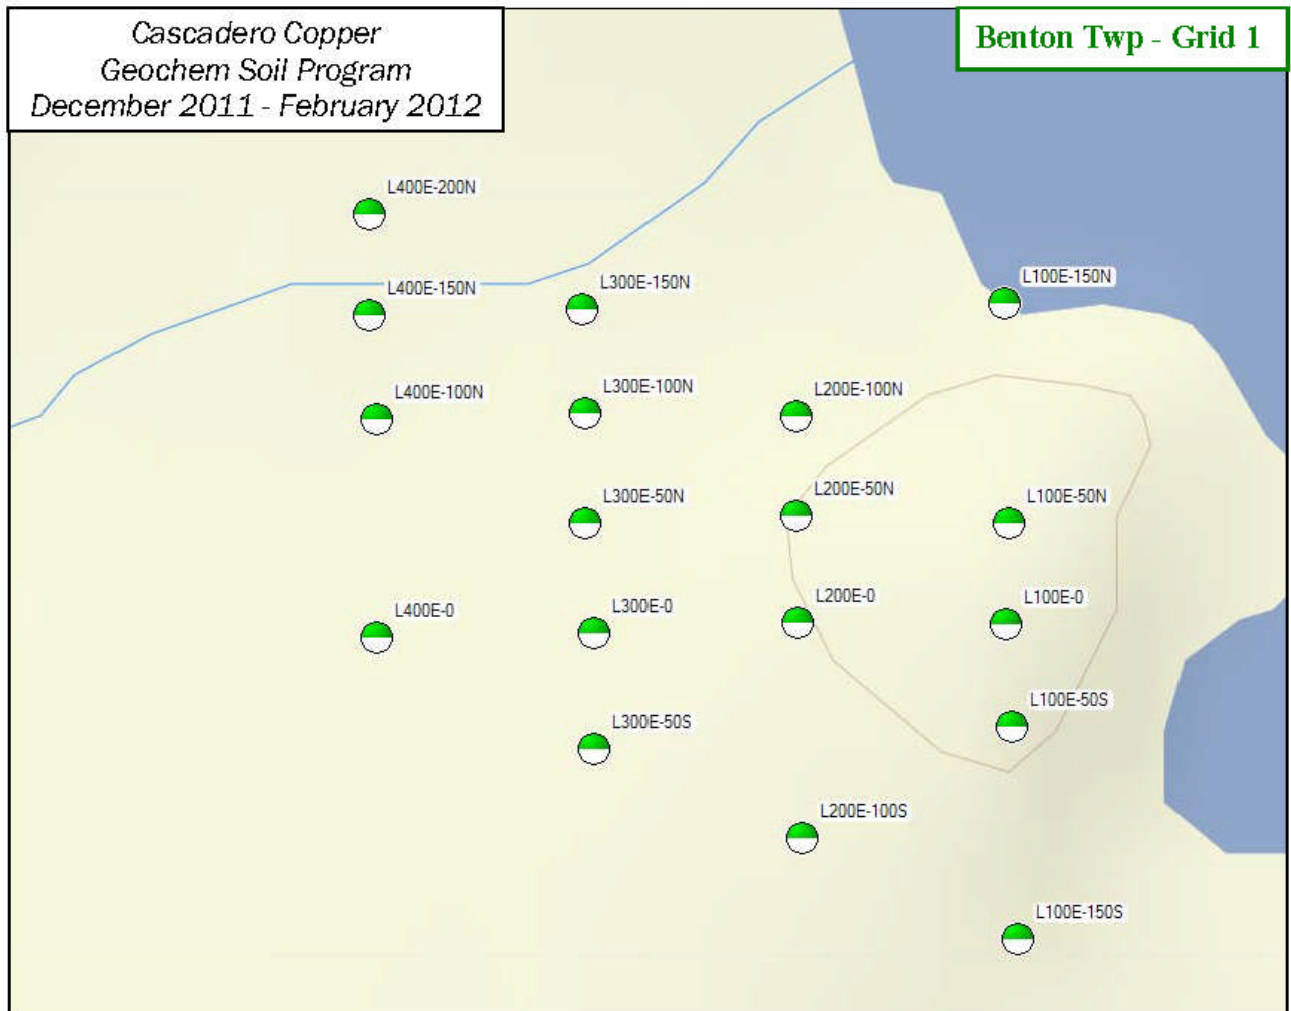 Cascadero Copper
Geochem Soil Program
December 2011 - February 2012
Benton Twp - Grid 1
L400E-200N
L400E-150N
L300E-150N
L100E-150N
L400E-100N
L300E-100N
L200E-100N
L300E-50N
L200E-50N
L100E-50N
L400E-0
L300E-0
L200E-0
L100E-0
L300E-50S
L100E-50S
L200E-100S
L100E-150S